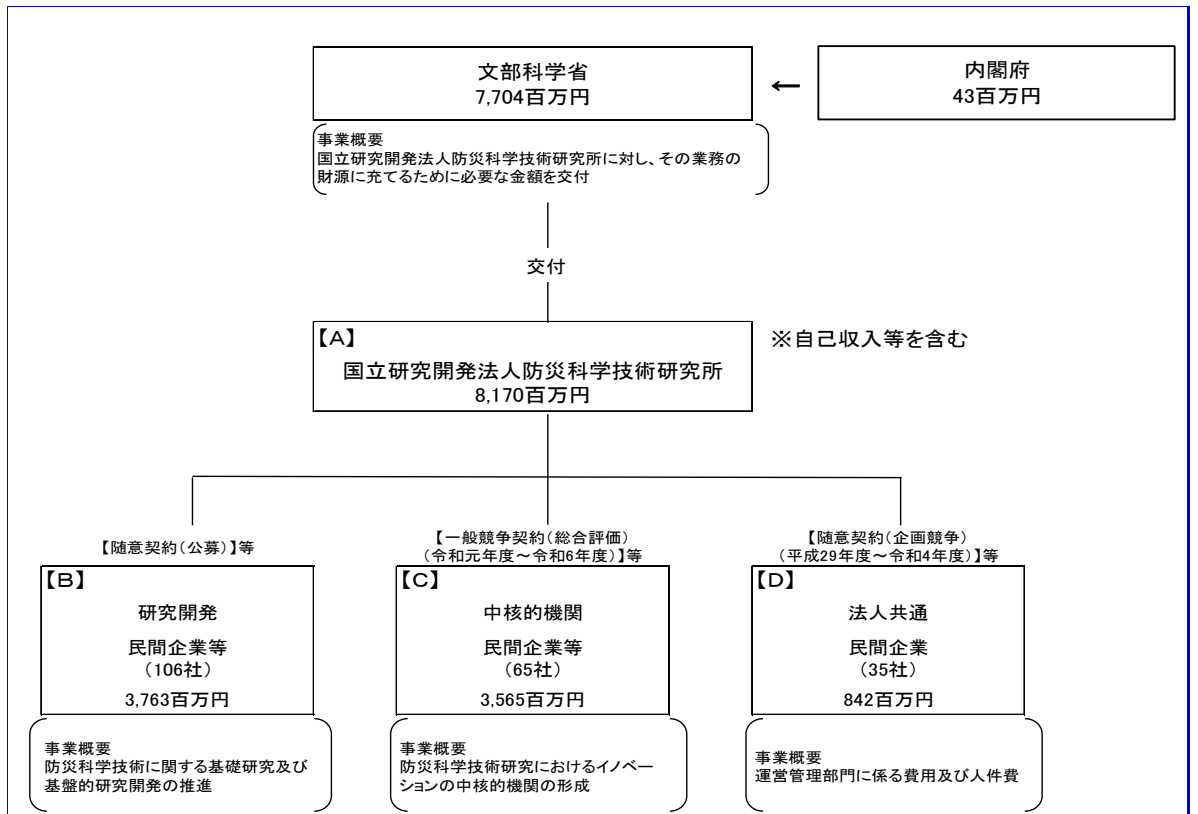 文部科学省
7,704百万円
←
内閣府
43百万円
事業概要
国立研究開発法人防災科学技術研究所に対し、その業務の
財源に充てるために必要な金額を交付
交付
【A】
国立研究開発法人防災科学技術研究所
8,170百万円
※自己収入等を含む
【随意契約(公募)】等
【B】
研究開発
民間企業等
(106社)
3,763百万円
事業概要
防災科学技術に関する基礎研究及び
基盤的研究開発の推進
【一般競争契約(総合評価)
(令和元年度~令和6年度)】等
【C】
中核的機関
民間企業等
(65社)
3,565百万円
事業概要
防災科学技術研究におけるイノベー
ションの中核的機関の形成
【随意契約(企画競争)
(平成29年度~令和4年度)】等
【D】
法人共通
民間企業
(35社)
842百万円
事業概要
運営管理部門に係る費用及び人件費